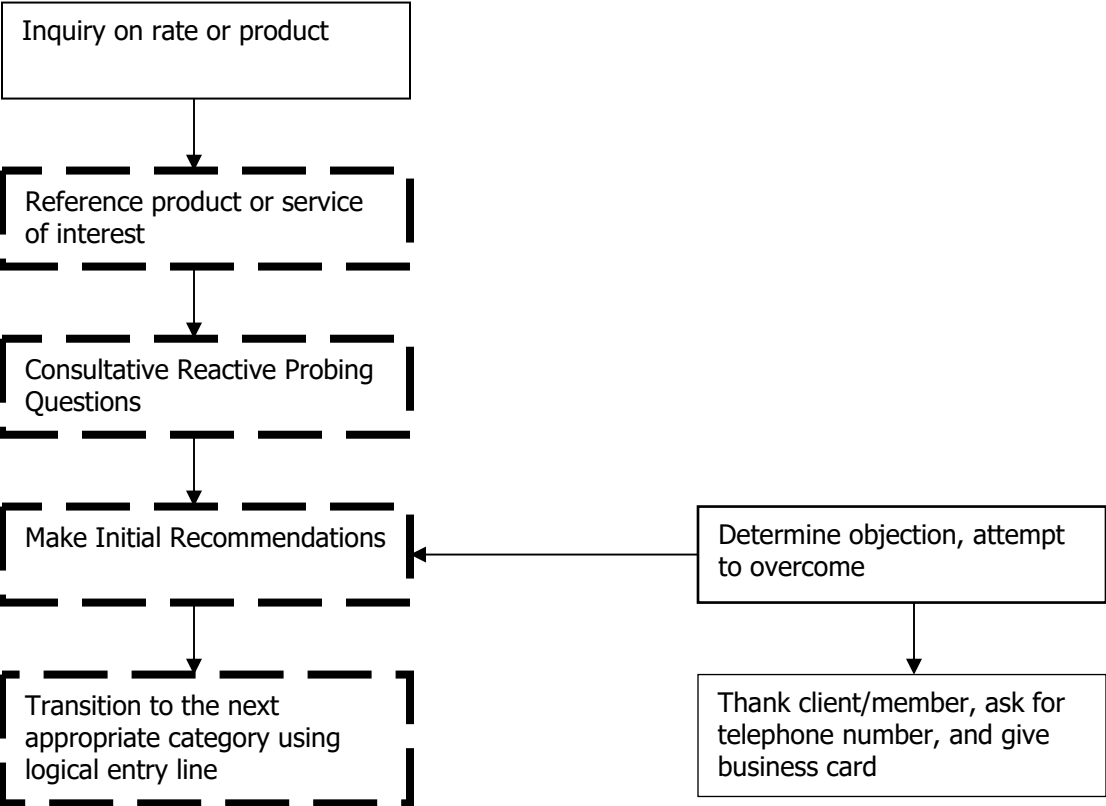 Inquiry on rate or product
Reference product or service
of interest
Consultative Reactive Probing
Questions
Make Initial Recommendations
Determine objection, attempt
to overcome
Transition to the next
appropriate category using
logical entry line
Thank client/member, ask for
telephone number, and give
business card